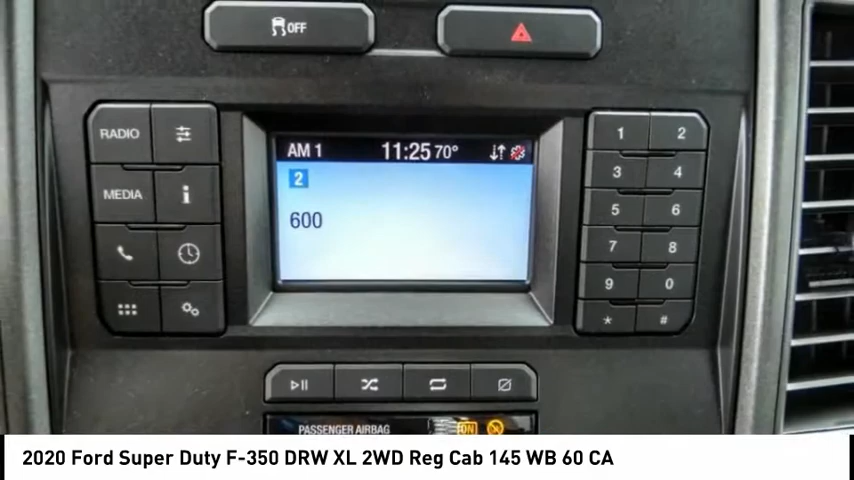 OFF
RADIO
1 2
AM 1 11:25 70°
2
MEDIA
3 4
600
5 6
7 8
9 0
* #
PASSENGER AIRBAG ON
2020 Ford Super Duty F-350 DRW XL 2WD Reg Cab 145 WB 60 CA